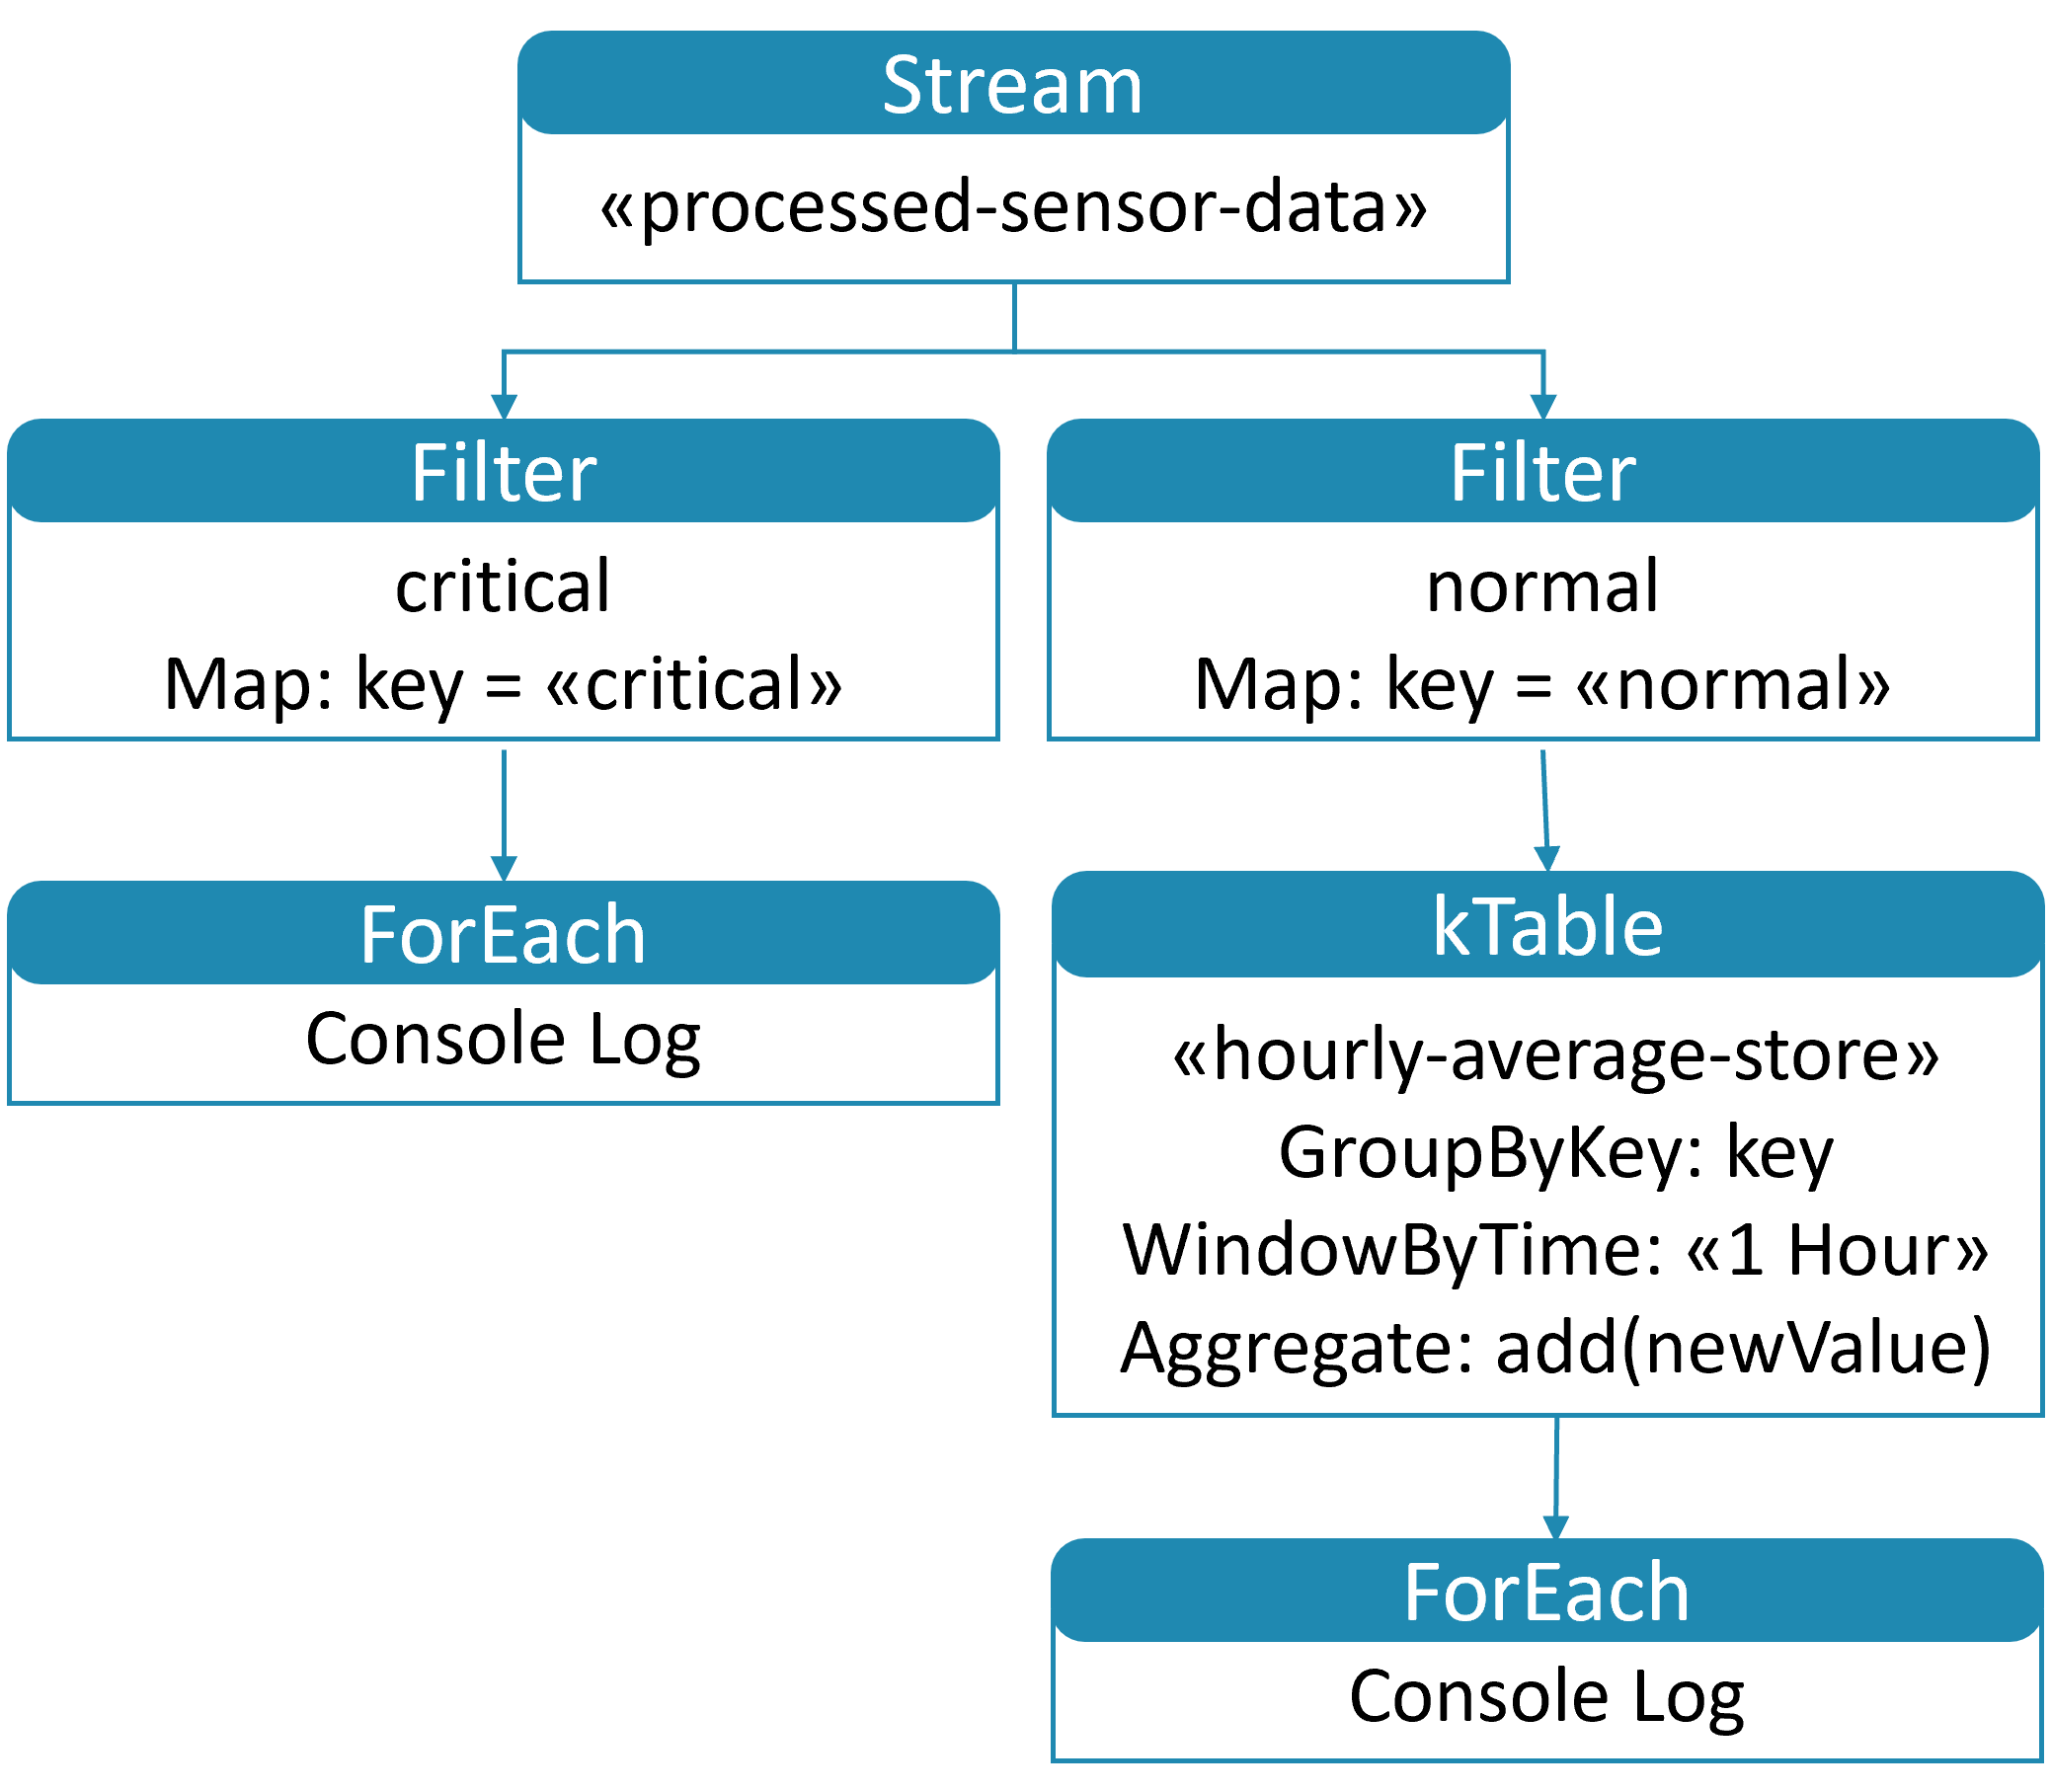 Stream
«processed-sensor-data»
Filter
critical
Map: key = «critical»
Filter
normal
Map: key = «normal»
ForEach
Console Log
kTable
«hourly-average-store»
GroupByKey: key
WindowByTime: «1 Hour»
Aggregate: add(newValue)
ForEach
Console Log